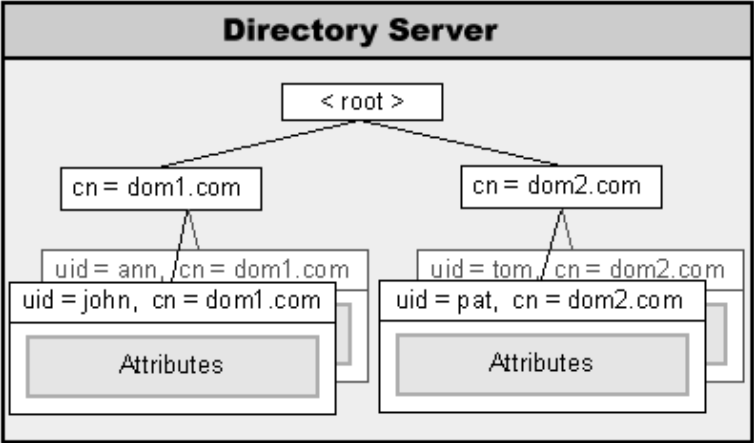 Directory Server
< root >
cn = dom1.com
cn = dom2.com
uid = ann, cn = dom1.com
uid = tom, cn = dom2.com
uid = john, cn = dom1.com
uid = pat, cn = dom2.com
Attributes
Attributes